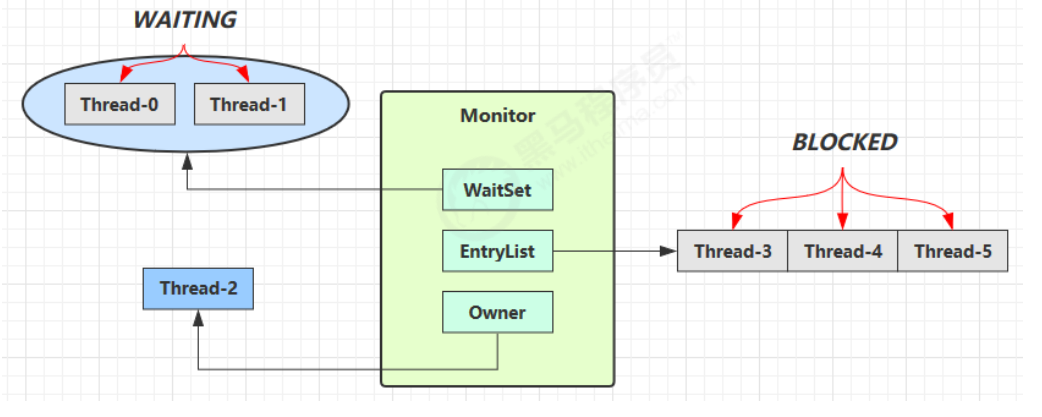 WAITING
Thread-0
Thread-1
Monitor
黑马程序员
www.itheima.com
BLOCKED
WaitSet
EntryList
Thread-3
Thread-4
Thread-5
Thread-2
Owner